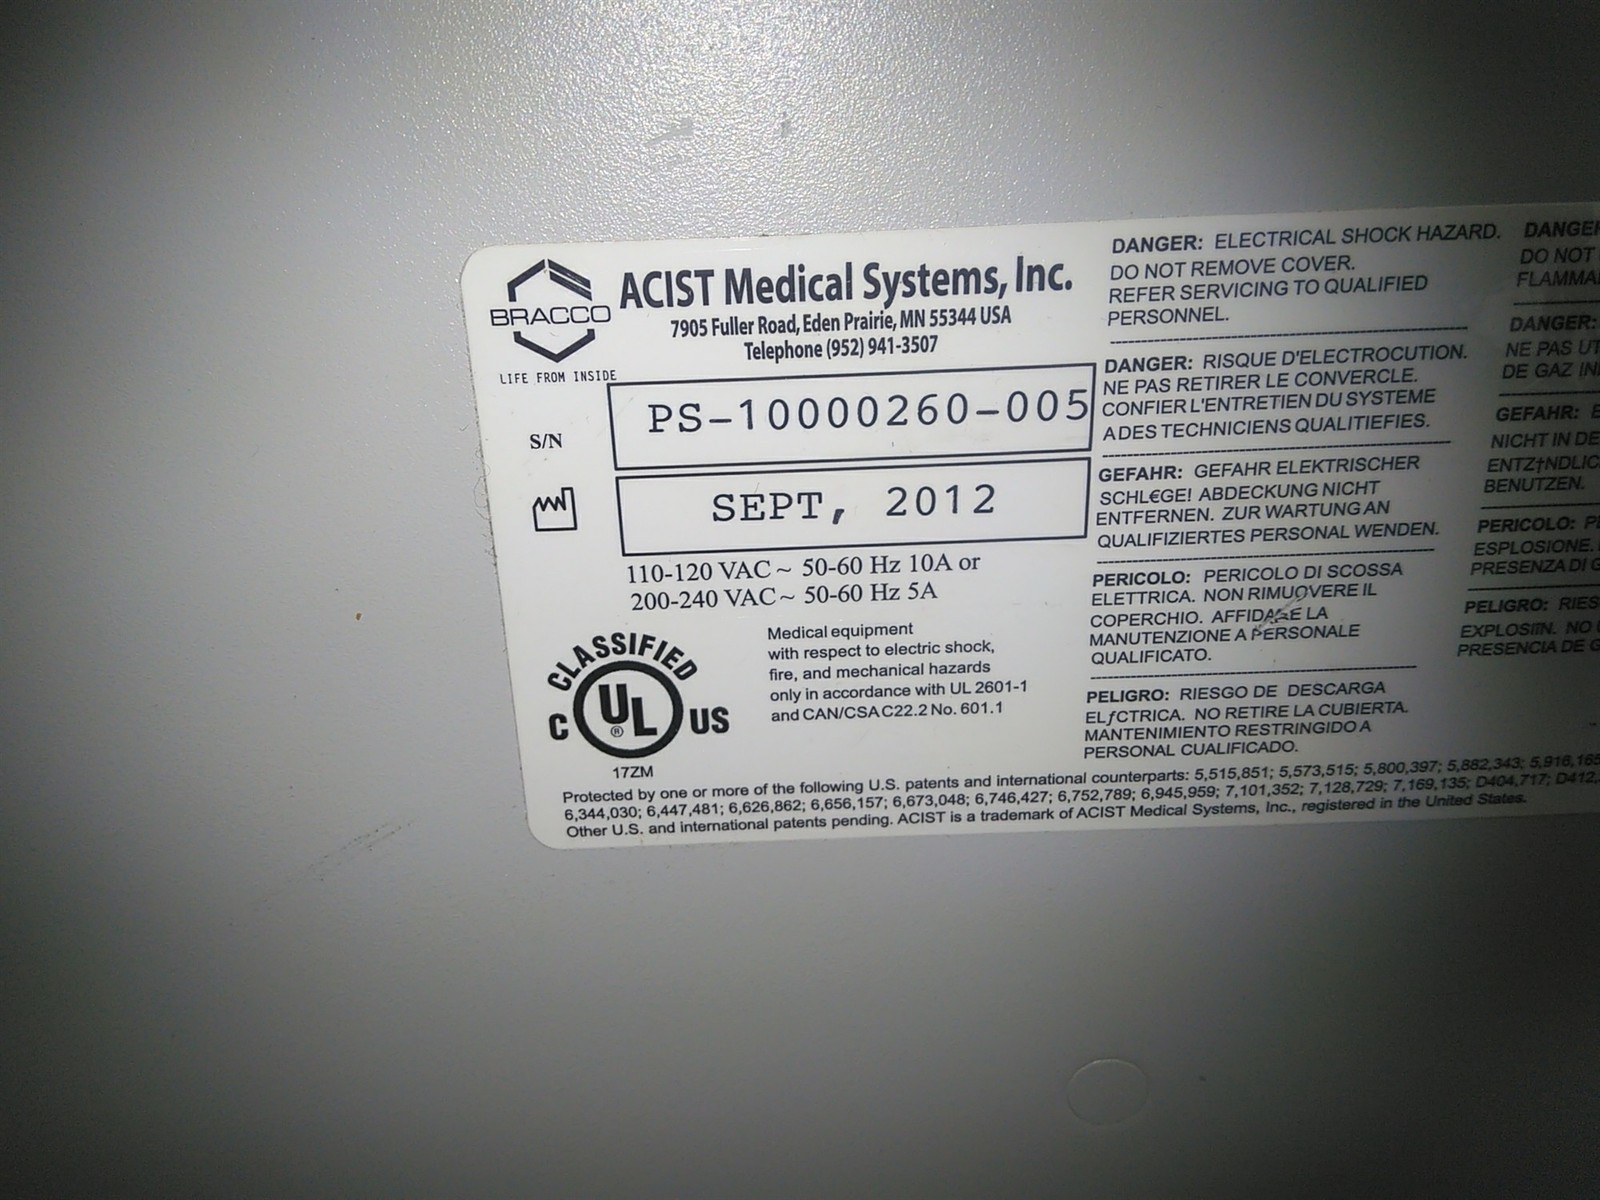 BRACCO
LIFE FROM INSIDE
ACIST Medical Systems, Inc.
7905 Fuller Road, Eden Prairie, MN 55344 USA
Telephone (952) 941-3507
S/N
PS-10000260-005
SEPT, 2012
110-120 VAC ~ 50-60 Hz 10A or
200-240 VAC ~ 50-60 Hz 5A
CLASSIFIED
C UL ® US
17ZM
Medical equipment
with respect to electric shock,
fire, and mechanical hazards
only in accordance with UL 2601-1
and CAN/CSA C22.2 No. 601.1
DANGER: ELECTRICAL SHOCK HAZARD.
DO NOT REMOVE COVER.
REFER SERVICING TO QUALIFIED
PERSONNEL.
DANGER: RISQUE D'ELECTROCUTION.
NE PAS RETIRER LE CONVERCLE.
CONFIER L'ENTRETIEN DU SYSTEME
A DES TECHNICIENS QUALITIEFIES.
GEFAHR: GEFAHR ELEKTRISCHER
SCHL€GE! ABDECKUNG NICHT
ENTFERNEN. ZUR WARTUNG AN
QUALIFIZIERTES PERSONAL WENDEN.
PERICOLO: PERICOLO DI SCOSSA
ELETTRICA. NON RIMUOVERE IL
COPERCHIO. AFFIDARE LA
MANUTENZIONE A PERSONALE
QUALIFICATO.
PELIGRO: RIESGO DE DESCARGA
ELƒCTRICA. NO RETIRE LA CUBIERTA.
MANTENIMIENTO RESTRINGIDO A
PERSONAL CUALIFICADO.
DANGER
DO NOT
FLAMMA
DANGER:
NE PAS UT
DE GAZ IN
GEFAHR:
NICHT IN DE
ENTZ†NDLIC
BENUTZEN.
PERICOLO:
ESPLOSIONE.
PRESENZA DI
PELIGRO: RIES
EXPLOSIIN. NO
PRESENCIA DE
Protected by one or more of the following U.S. patents and international counterparts: 5,515,851; 5,573,515; 5,800,397; 5,882,343; 5,916,165
6,344,030; 6,447,481; 6,626,862; 6,656,157; 6,673,048; 6,746,427; 6,752,789; 6,945,959; 7,101,352; 7,128,729; 7,169,135; D404,717; D412,
Other U.S. and international patents pending. ACIST is a trademark of ACIST Medical Systems, Inc., registered in the United States.